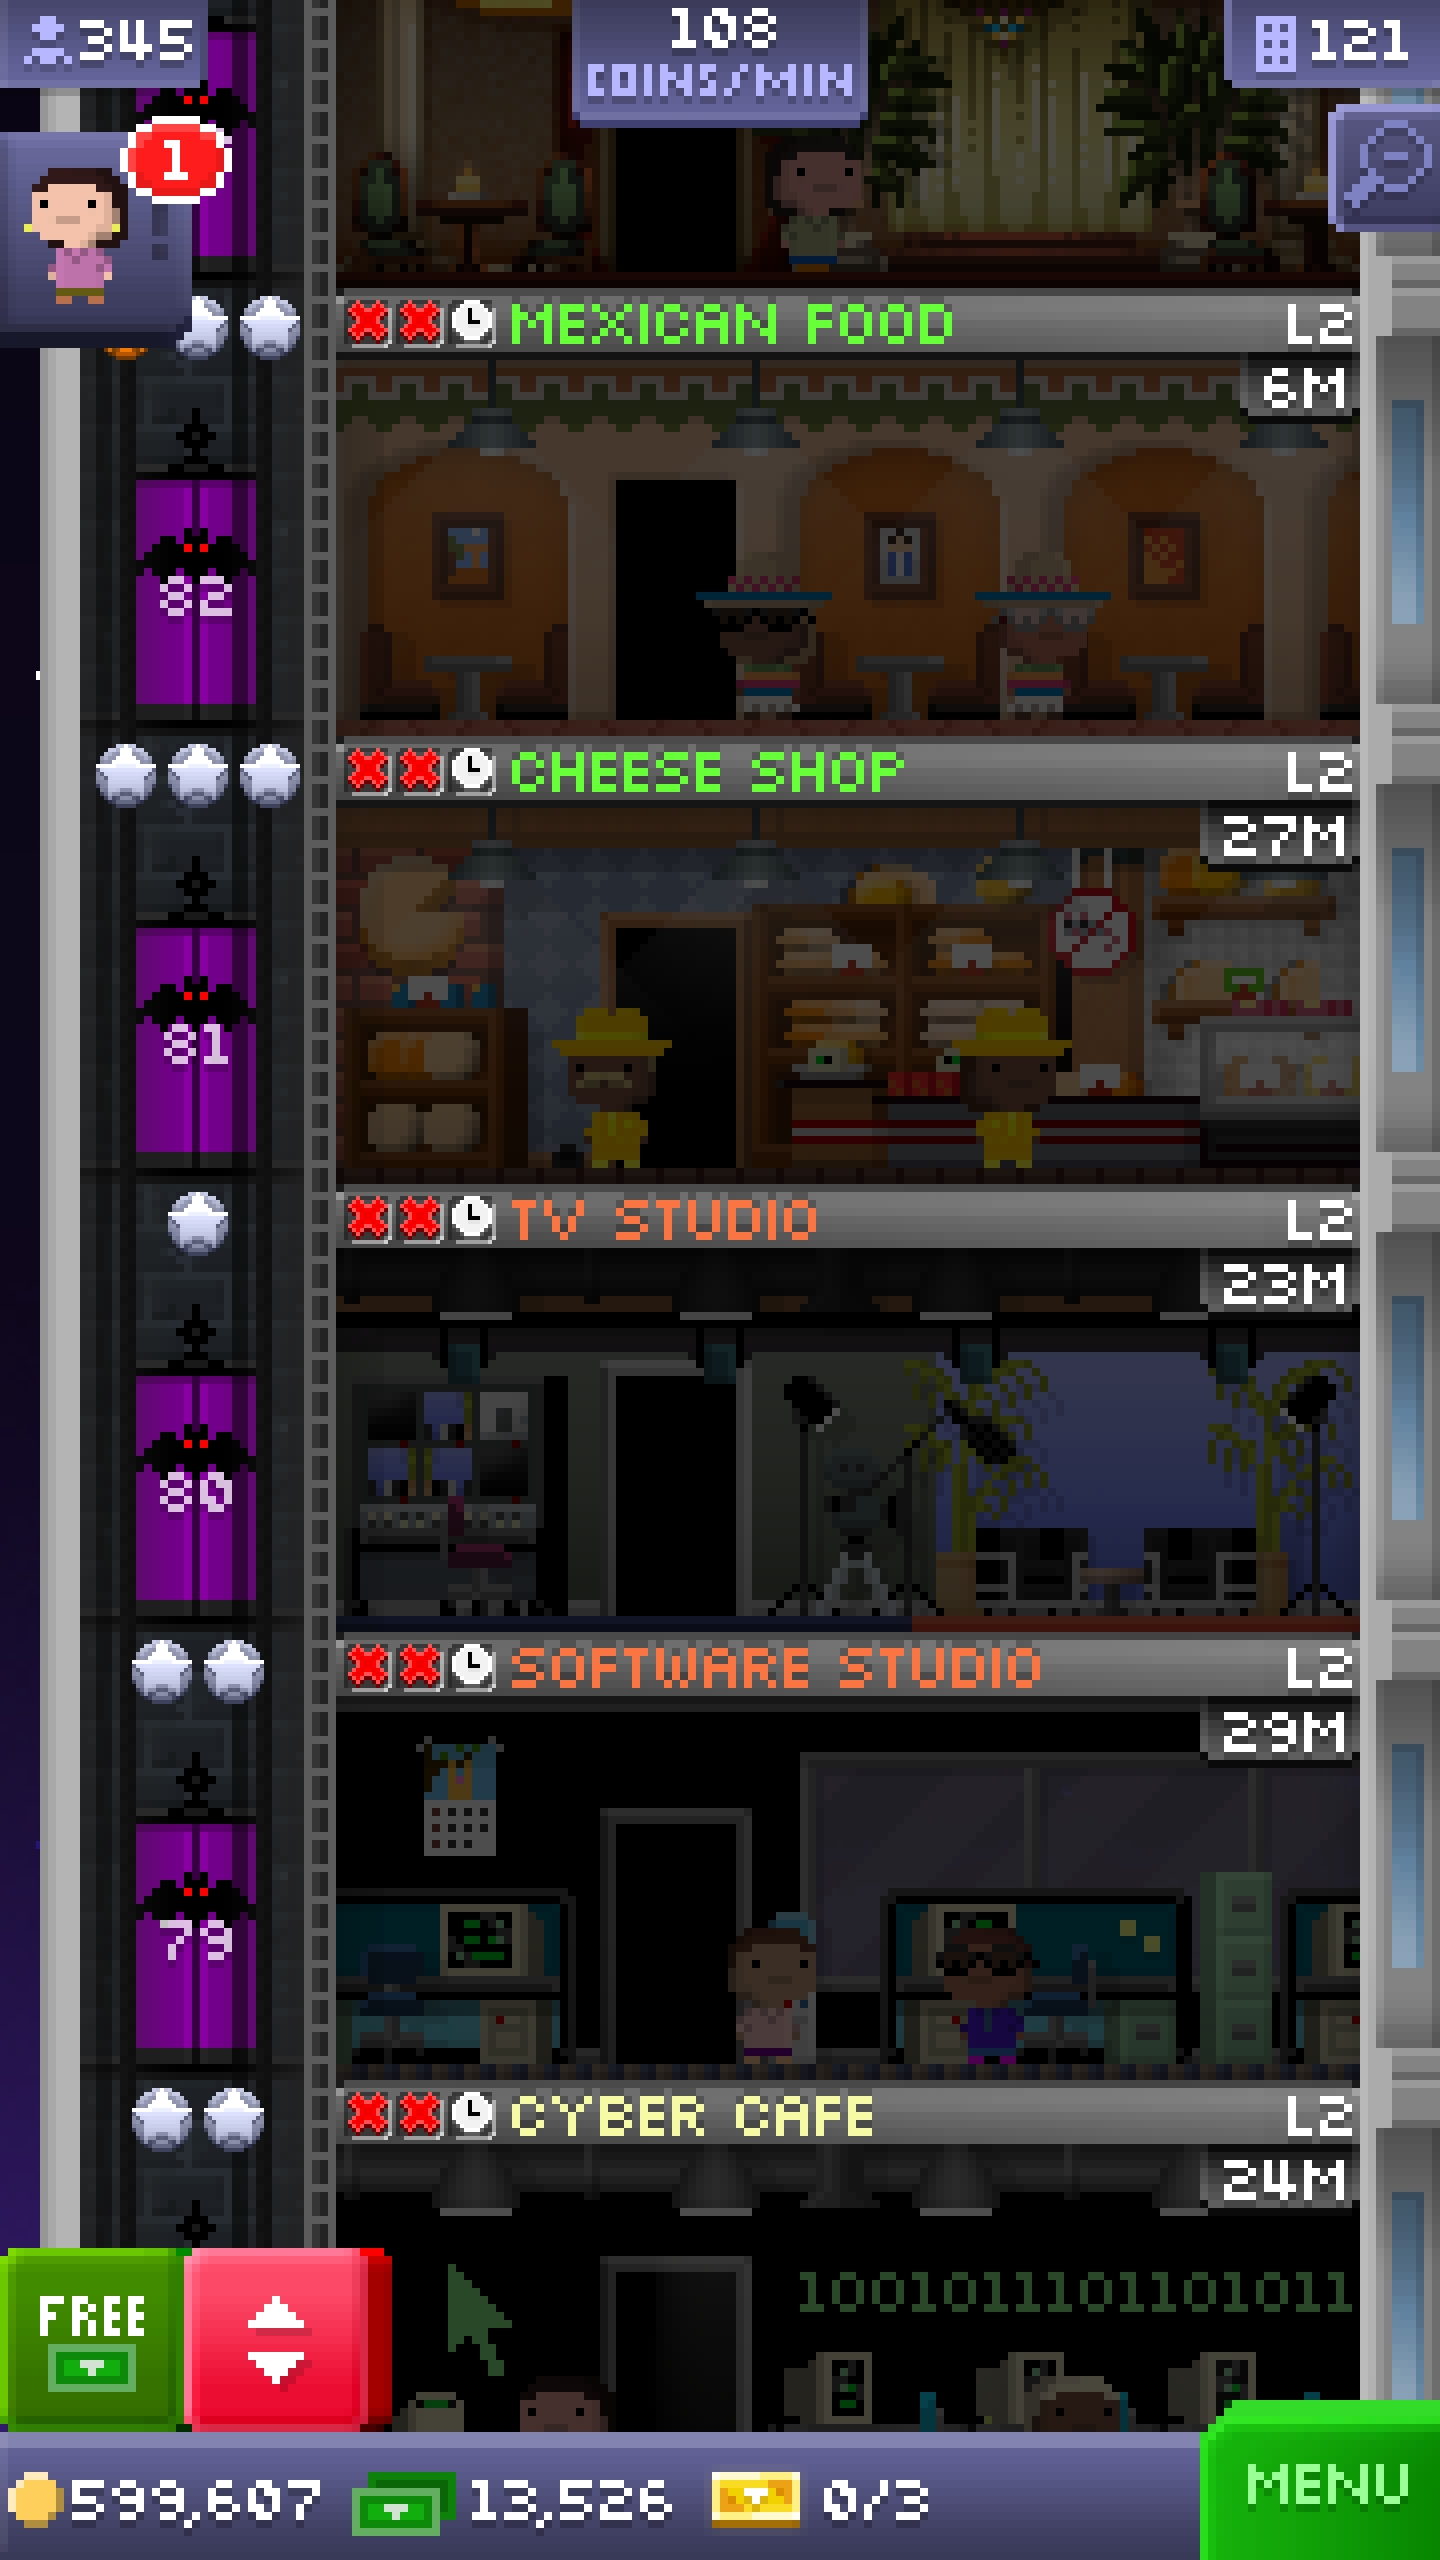 345
108
COINS/MIN
121
1
MEXICAN FOOD L2
6M
82
CHEESE SHOP L2
27M
81
TV STUDIO L2
23M
80
SOFTWARE STUDIO L2
29M
79
CYBER CAFE L2
24M
1001011101101011
FREE
599,607 13,526 0/3
MENU